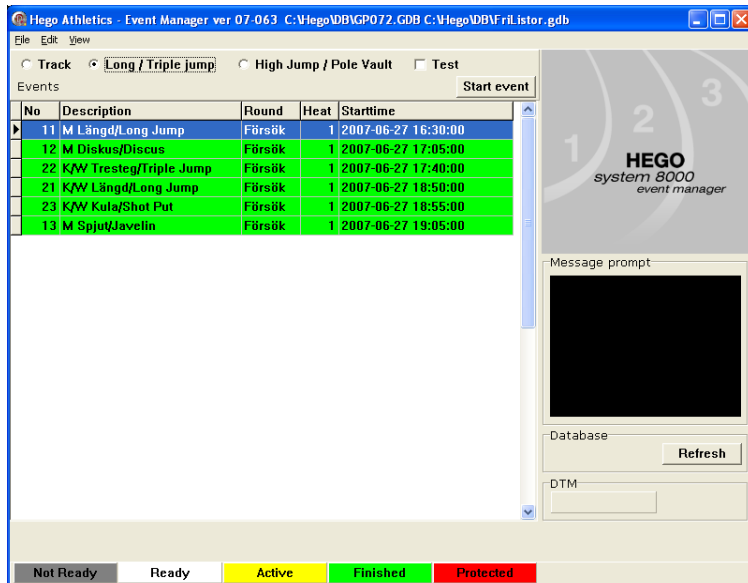 Hego Athletics - Event Manager ver 07-063 C:\Hego\DB\GP072.GDB C:\Hego\DB\FriListor.gdb
File Edit View
Track Long / Triple jump High Jump / Pole Vault Test
Events Start event
No Description Round Heat Starttime
11 M Längd/Long Jump Försök 1 2007-06-27 16:30:00
12 M Diskus/Discus Försök 1 2007-06-27 17:05:00
22 K/W Tresteg/Triple Jump Försök 1 2007-06-27 17:40:00
21 K/W Längd/Long Jump Försök 1 2007-06-27 18:50:00
23 K/W Kula/Shot Put Försök 1 2007-06-27 18:55:00
13 M Spjut/Javelin Försök 1 2007-06-27 19:05:00
1 2 3
HEGO
system 8000
event manager
Message prompt
Database
Refresh
DTM
Not Ready Ready Active Finished Protected